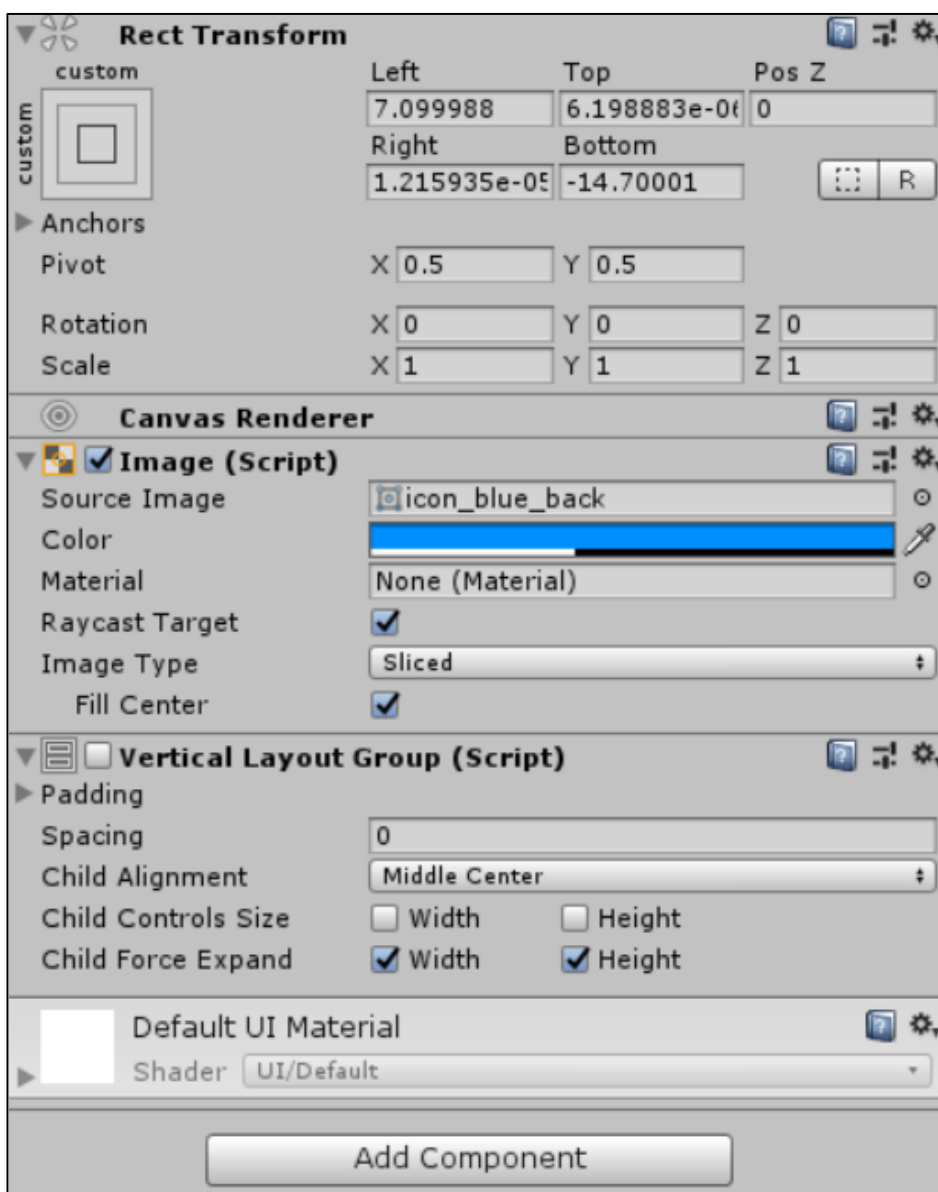 Rect Transform
custom
custom
Left Top Pos Z
7.099988 6.198883e-06 0
Right Bottom
1.215935e-05 -14.70001
R
Anchors
Pivot X 0.5 Y 0.5
Rotation X 0 Y 0 Z 0
Scale X 1 Y 1 Z 1
Canvas Renderer
Image (Script)
Source Image icon_blue_back
Color
Material None (Material)
Raycast Target
Image Type Sliced
Fill Center
Vertical Layout Group (Script)
Padding
Spacing 0
Child Alignment Middle Center
Child Controls Size Width Height
Child Force Expand Width Height
Default UI Material
Shader UI/Default
Add Component